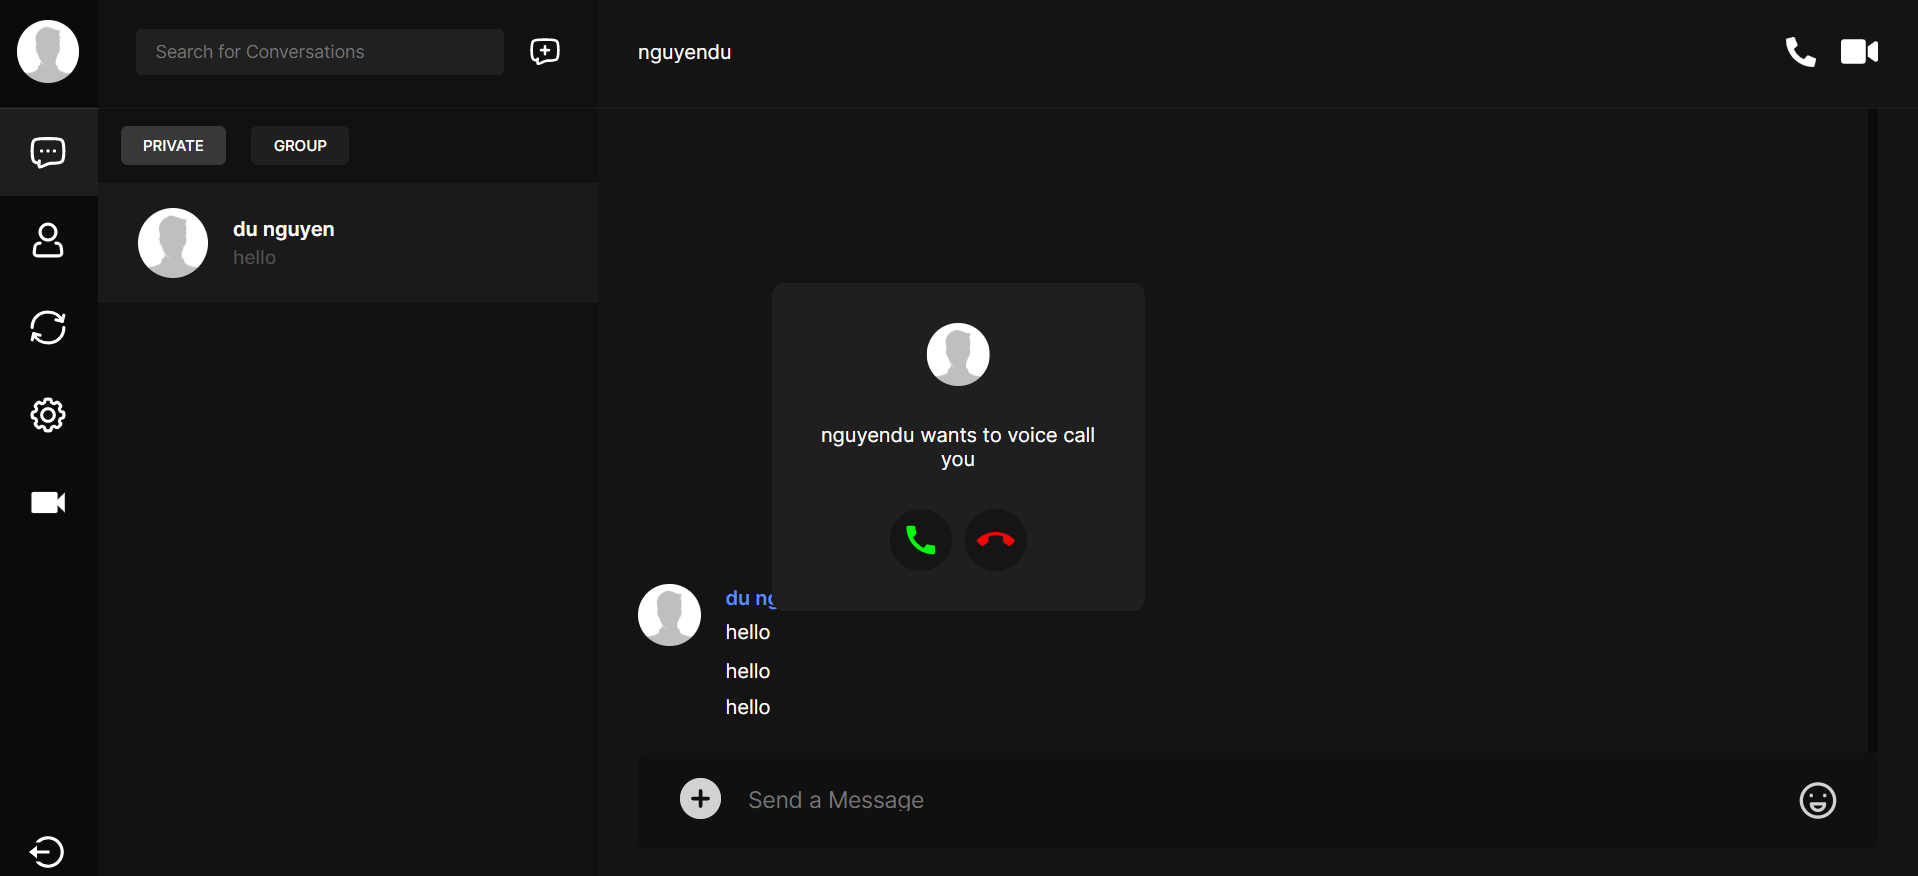 Search for Conversations
nguyendu
PRIVATE
GROUP
du nguyen
hello
nguyendu wants to voice call
you
du
hello
hello
hello
Send a Message